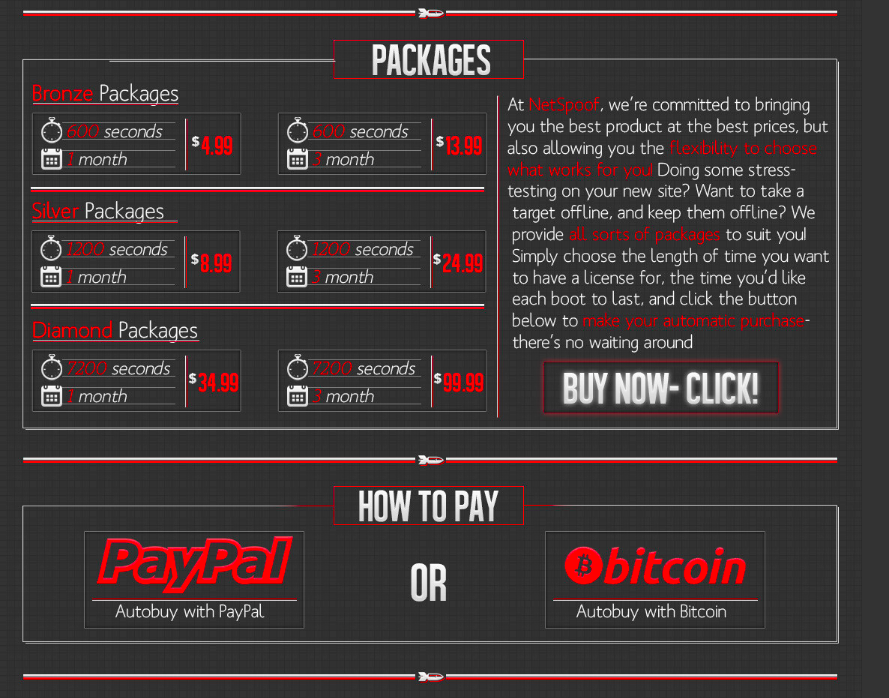 PACKAGES
Bronze Packages
600 seconds
1 month
$4.99
600 seconds
3 month
$13.99
Silver Packages
1200 seconds
1 month
$8.99
1200 seconds
3 month
$24.99
Diamond Packages
7200 seconds
1 month
$34.99
7200 seconds
3 month
$99.99
At NetSpoof, we're committed to bringing
you the best product at the best prices, but
also allowing you the flexibility to choose
what works for you! Doing some stress-
testing on your new site? Want to take a
target offline, and keep them offline? We
provide all sorts of packages to suit you!
Simply choose the length of time you want
to have a license for, the time you'd like
each boot to last, and click the button
below to make your automatic purchase-
there's no waiting around
BUY NOW- CLICK!
HOW TO PAY
PayPal
Autobuy with PayPal
OR
bitcoin
Autobuy with Bitcoin